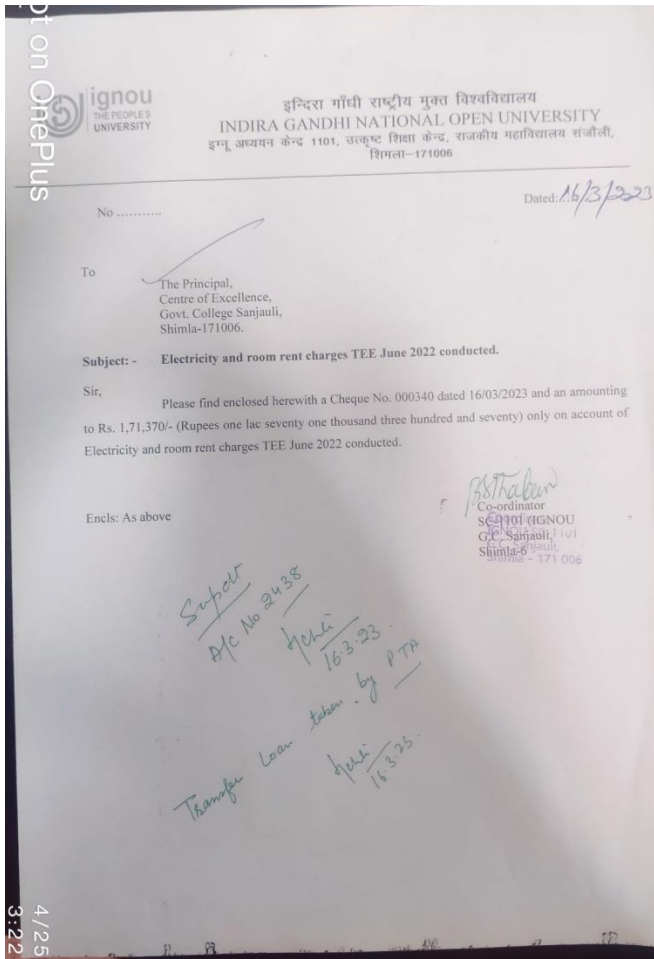 ignou
THE PEOPLE'S
UNIVERSITY
इन्दिरा गाँधी राष्ट्रीय मुक्त विश्वविद्यालय
INDIRA GANDHI NATIONAL OPEN UNIVERSITY
इग्नू अध्ययन केन्द्र 1101, उत्कृष्ट शिक्षा केन्द्र, राजकीय महाविद्यालय संजौली,
शिमला–171006
No ...........
Dated: 16/3/2023
To
The Principal,
Centre of Excellence,
Govt. College Sanjauli,
Shimla-171006.
Subject: - Electricity and room rent charges TEE June 2022 conducted.
Sir,
Please find enclosed herewith a Cheque No. 000340 dated 16/03/2023 and an amounting
to Rs. 1,71,370/- (Rupees one lac seventy one thousand three hundred and seventy) only on account of
Electricity and room rent charges TEE June 2022 conducted.
Co-ordinator
SC-1101 (IGNOU
G.C. Sanjauli,
Shimla-6
Sanjauli,
Shimla - 171 006
Encls: As above
Supdt
A/C No 2438
16.3.23.
Transfer Loan taken by PTA
16.3.23.
pt on OnePlus
4/25
3:22